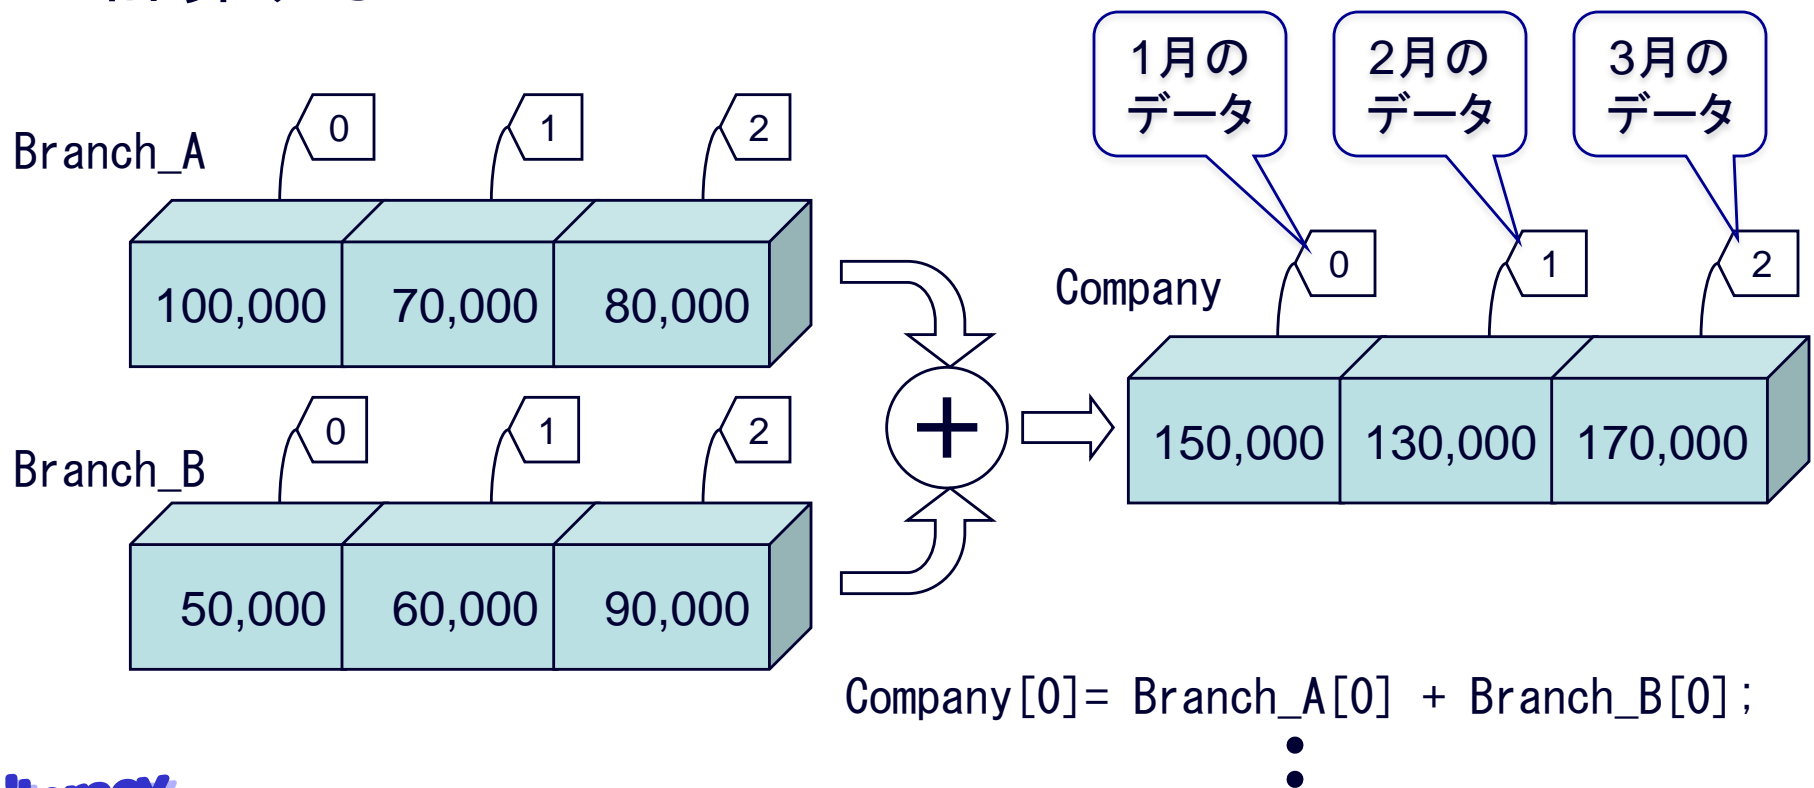 1月の
データ
2月の
データ
3月の
データ
Branch_A
0
1
2
100,000
70,000
80,000
Branch_B
0
1
2
50,000
60,000
90,000
+
Company
0
1
2
150,000
130,000
170,000
Company[0]= Branch_A[0] + Branch_B[0];